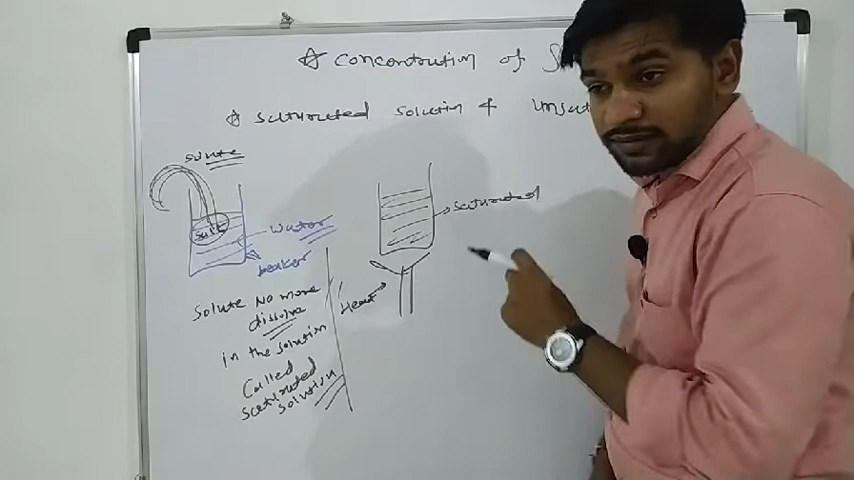 ☆ concentration of
☆ saturated solution &
solute
salt
water
beaker
saturated
Heat
Solute No more
dissolve
in the solution
Called
saturated
solution